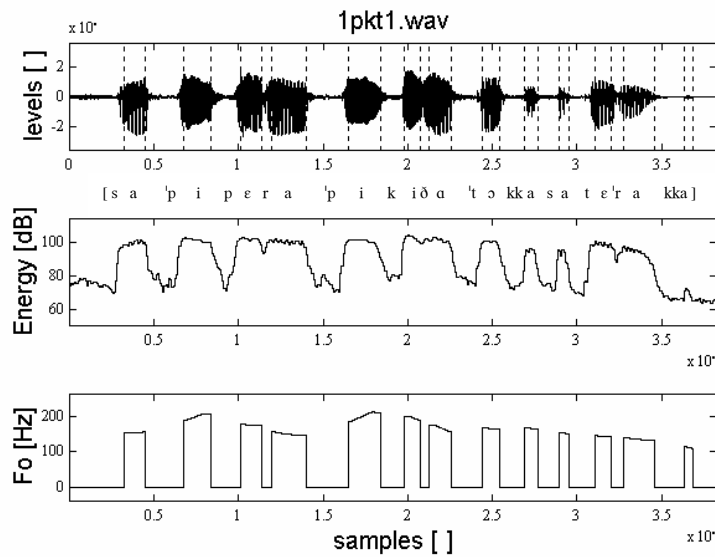 1pkt1.wav
x 10⁴
levels [ ]
2
0
-2
0 0.5 1 1.5 2 2.5 3 3.5
[ s a ˈp i p ɛ r a ˈp i k i ð ɑ ˈt ɔ kk a s a t ɛ ˈr a kka ]
Energy [dB]
100
80
60
0.5 1 1.5 2 2.5 3 3.5
x 10⁴
Fo [Hz]
200
100
0
0.5 1 1.5 2 2.5 3 3.5
samples [ ]
x 10⁴